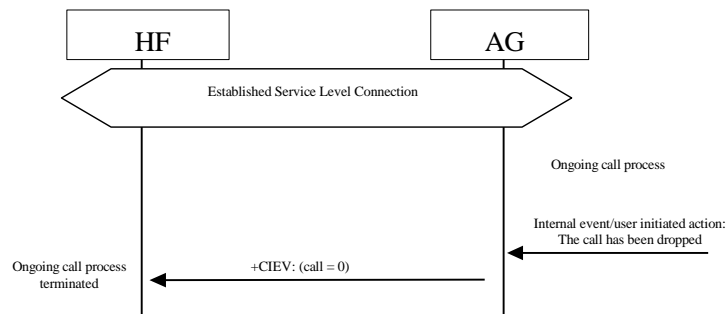 HF
AG
Established Service Level Connection
Ongoing call process
Internal event/user initiated action:
The call has been dropped
+CIEV: (call = 0)
Ongoing call process
terminated